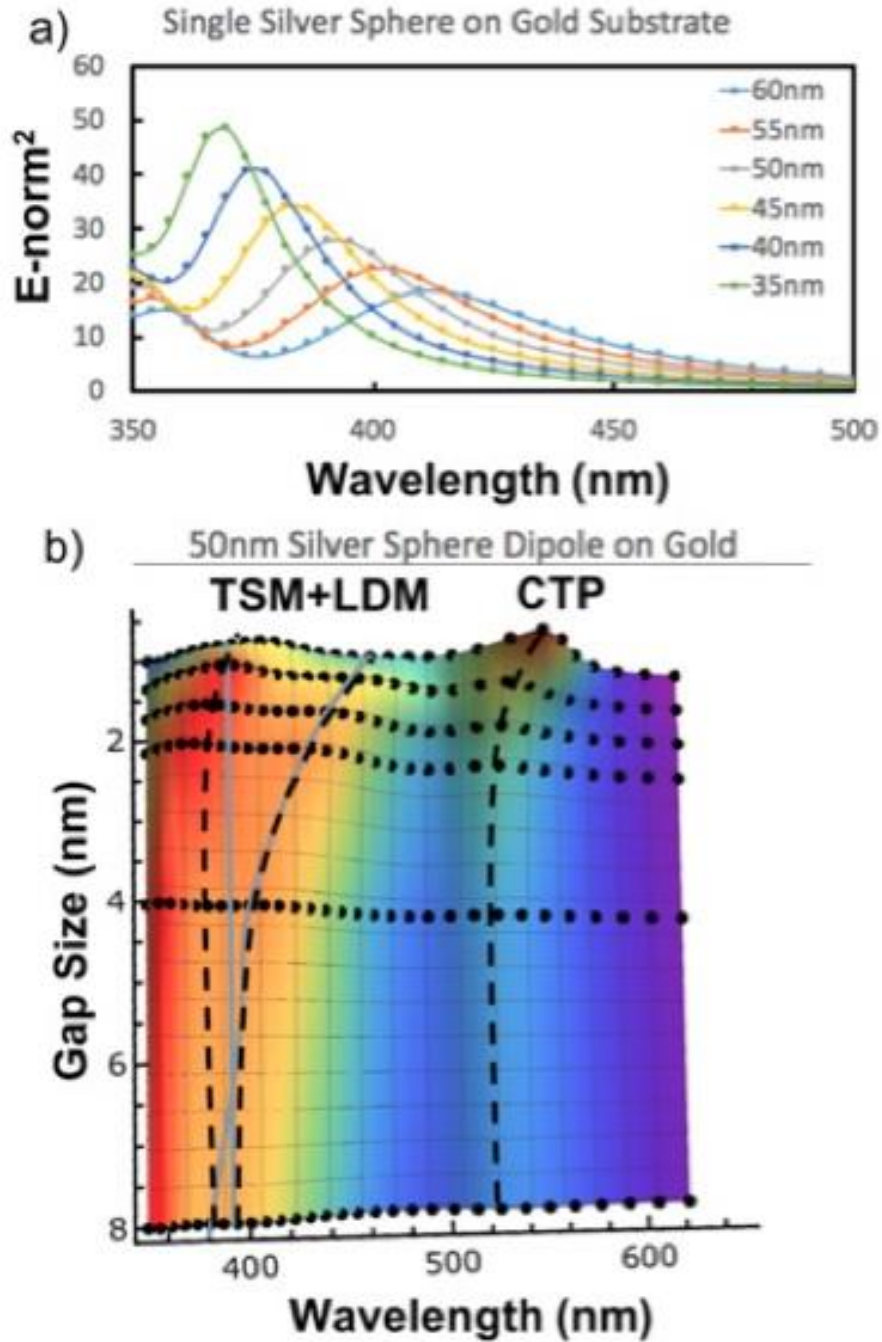 a) Single Silver Sphere on Gold Substrate
60
50
40
30
20
10
0
E-norm²
60nm
55nm
50nm
45nm
40nm
35nm
350 400 450 500
Wavelength (nm)
b) 50nm Silver Sphere Dipole on Gold
TSM+LDM CTP
2
4
6
8
Gap Size (nm)
400 500 600
Wavelength (nm)